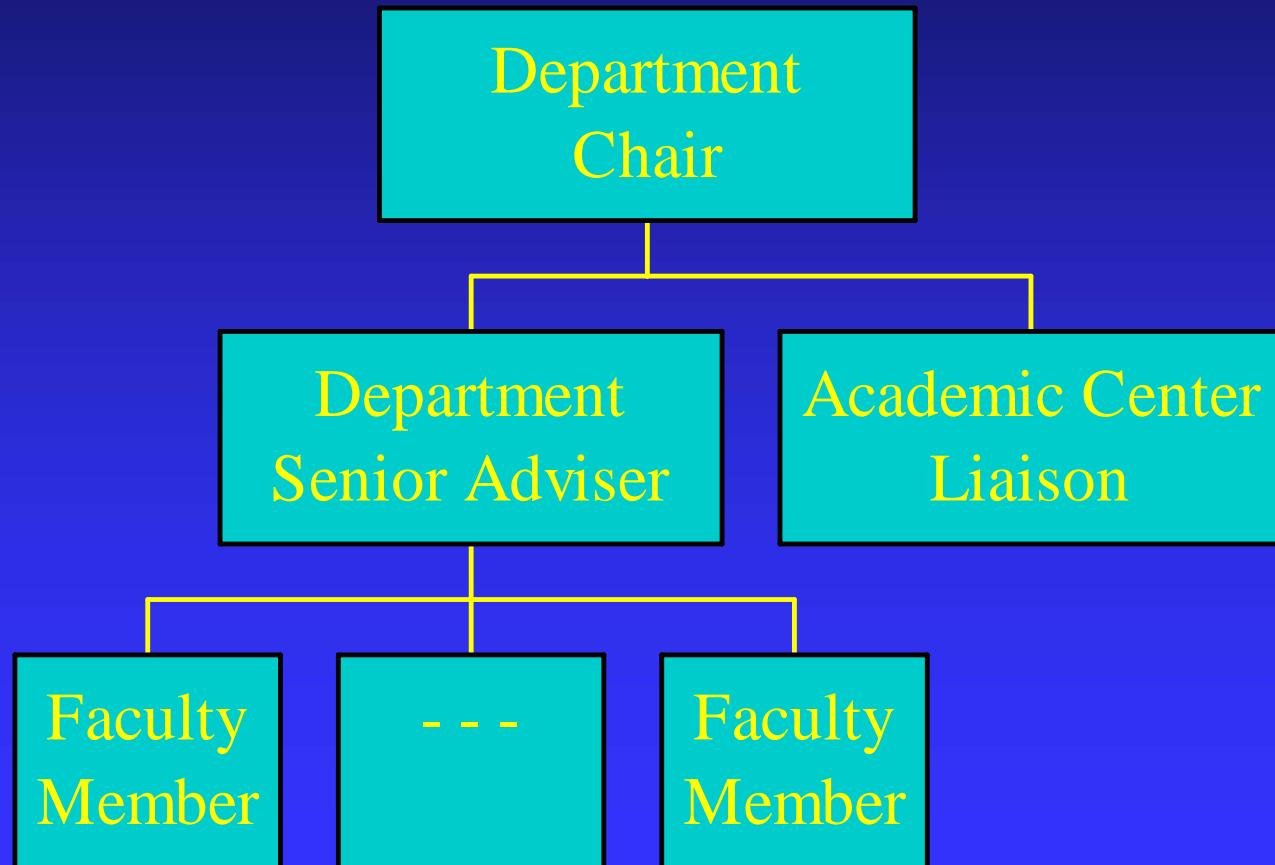 Department
Chair
Department
Senior Adviser
Academic Center
Liaison
Faculty
Member
- - -
Faculty
Member